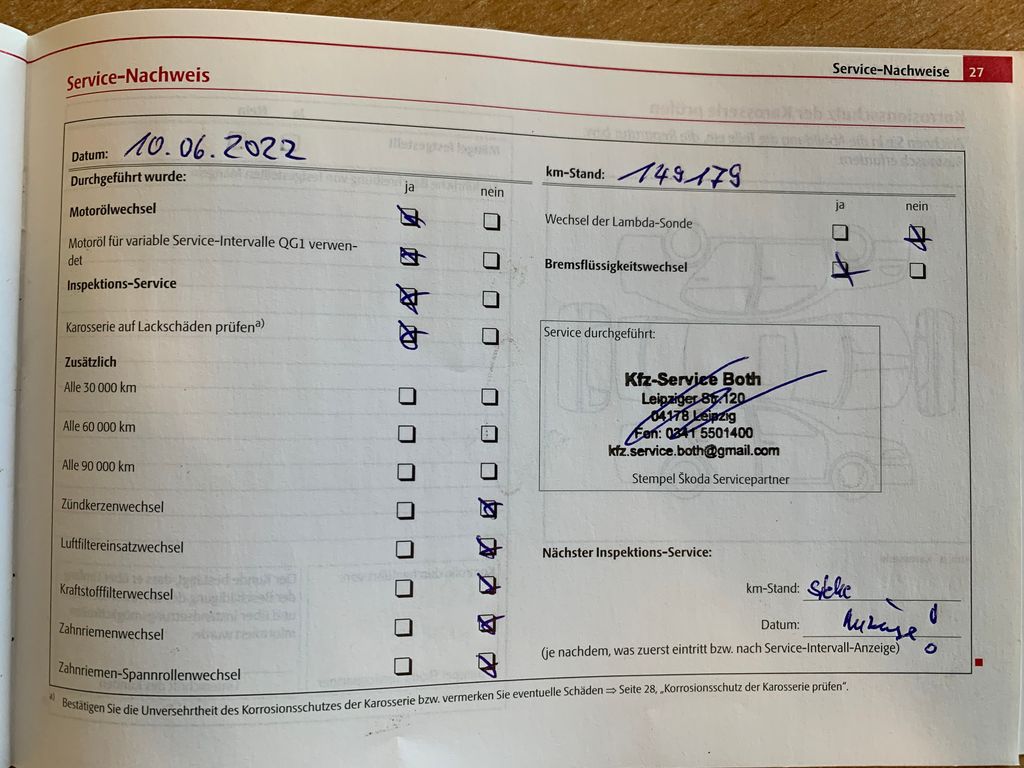 Service-Nachweise 27
Service-Nachweis
Datum: 10.06.2022
Durchgeführt wurde:
ja nein
Motorölwechsel
Motoröl für variable Service-Intervalle QG1 verwen-
det
Inspektions-Service
Karosserie auf Lackschäden prüfen a)
Zusätzlich
Alle 30 000 km
Alle 60 000 km
Alle 90 000 km
Zündkerzenwechsel
Luftfiltereinsatzwechsel
Kraftstofffilterwechsel
Zahnriemenwechsel
Zahnriemen-Spannrollenwechsel
km-Stand: 149179
ja nein
Wechsel der Lambda-Sonde
Bremsflüssigkeitswechsel
Service durchgeführt:
Kfz-Service Both
Leipziger Str.120
04178 Leipzig
Fon: 0341 5501400
kfz.service.both@gmail.com
Stempel Škoda Servicepartner
Nächster Inspektions-Service:
km-Stand: Siehe
Datum: Anzeige!
(je nachdem, was zuerst eintritt bzw. nach Service-Intervall-Anzeige)
a) Bestätigen Sie die Unversehrtheit des Korrosionsschutzes der Karosserie bzw. vermerken Sie eventuelle Schäden ⇒ Seite 28, „Korrosionsschutz der Karosserie prüfen“.